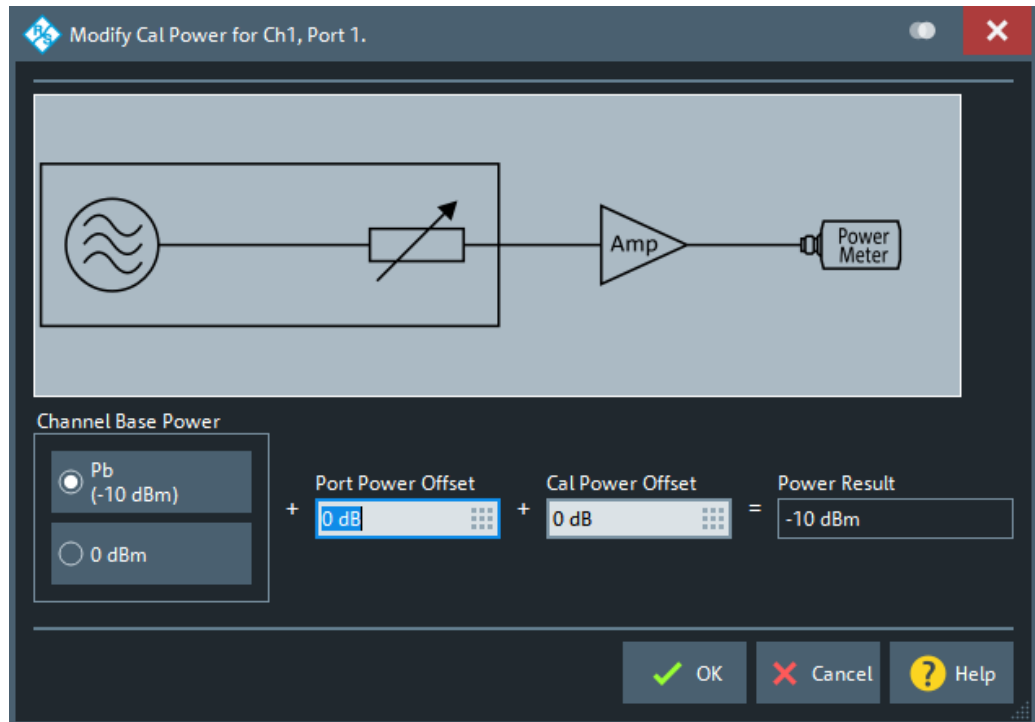 R&S
Modify Cal Power for Ch1, Port 1.
Amp
Power
Meter
Channel Base Power
Pb
(-10 dBm)
0 dBm
+
Port Power Offset
0 dB
+
Cal Power Offset
0 dB
=
Power Result
-10 dBm
OK
Cancel
? Help